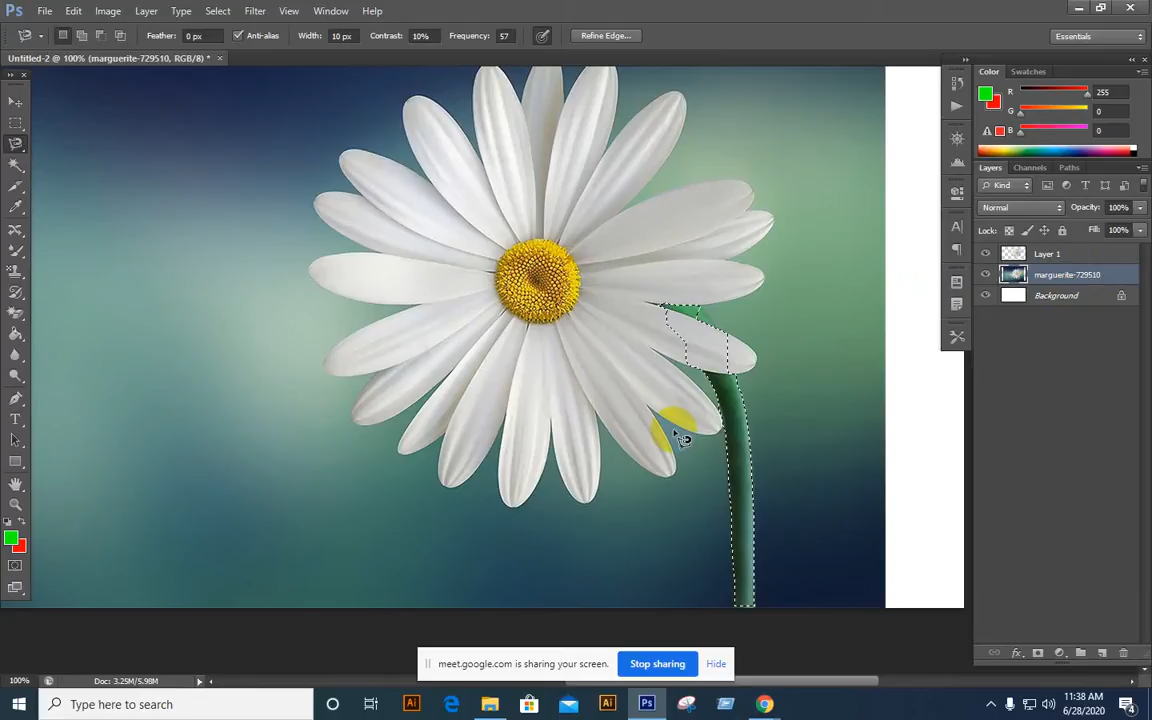 Ps File Edit Image Layer Type Select Filter View Window Help
Feather: 0 px Anti-alias Width: 10 px Contrast: 10% Frequency: 57 Refine Edge... Essentials
Untitled-2 @ 100% (marguerite-729510, RGB/8) * ×
Color Swatches
R 255
G 0
B 0
Layers Channels Paths
Kind
Normal Opacity: 100%
Lock: Fill: 100%
Layer 1
marguerite-729510
Background
meet.google.com is sharing your screen. Stop sharing Hide
100% Doc: 3.25M/5.98M
Type here to search
11:38 AM
6/28/2020
4